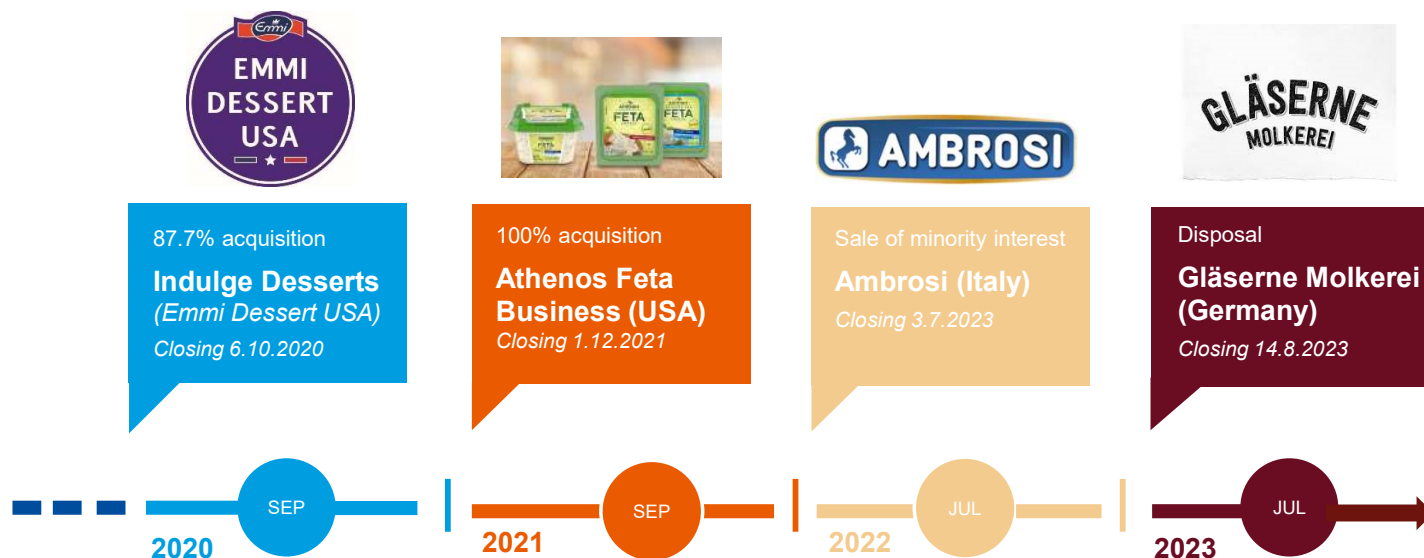 Emmi
EMMI
DESSERT
USA
FETA
FETA
AMBROSI
GLÄSERNE
MOLKEREI
87.7% acquisition
Indulge Desserts
(Emmi Dessert USA)
Closing 6.10.2020
100% acquisition
Athenos Feta
Business (USA)
Closing 1.12.2021
Sale of minority interest
Ambrosi (Italy)
Closing 3.7.2023
Disposal
Gläserne Molkerei
(Germany)
Closing 14.8.2023
SEP
SEP
JUL
JUL
2020
2021
2022
2023